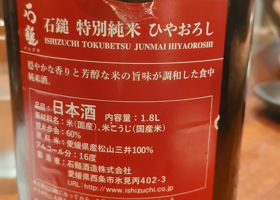 石鎚
イシヅチ
石鎚 特別純米 ひやおろし
ISHIZUCHI TOKUBETSU JUNMAI HIYAOROSHI
穏やかな香りと芳醇な米の旨味が調和した食中
純米酒。
品目：日本酒 内容量：1.8L
原材料名：米（国産）、米こうじ（国産米）
精米歩合：60%
原料米：愛媛県産松山三井100%
アルコール分：16度
石鎚酒造株式会社
愛媛県西条市氷見丙402-3
URL：http://www.ishizuchi.co.jp